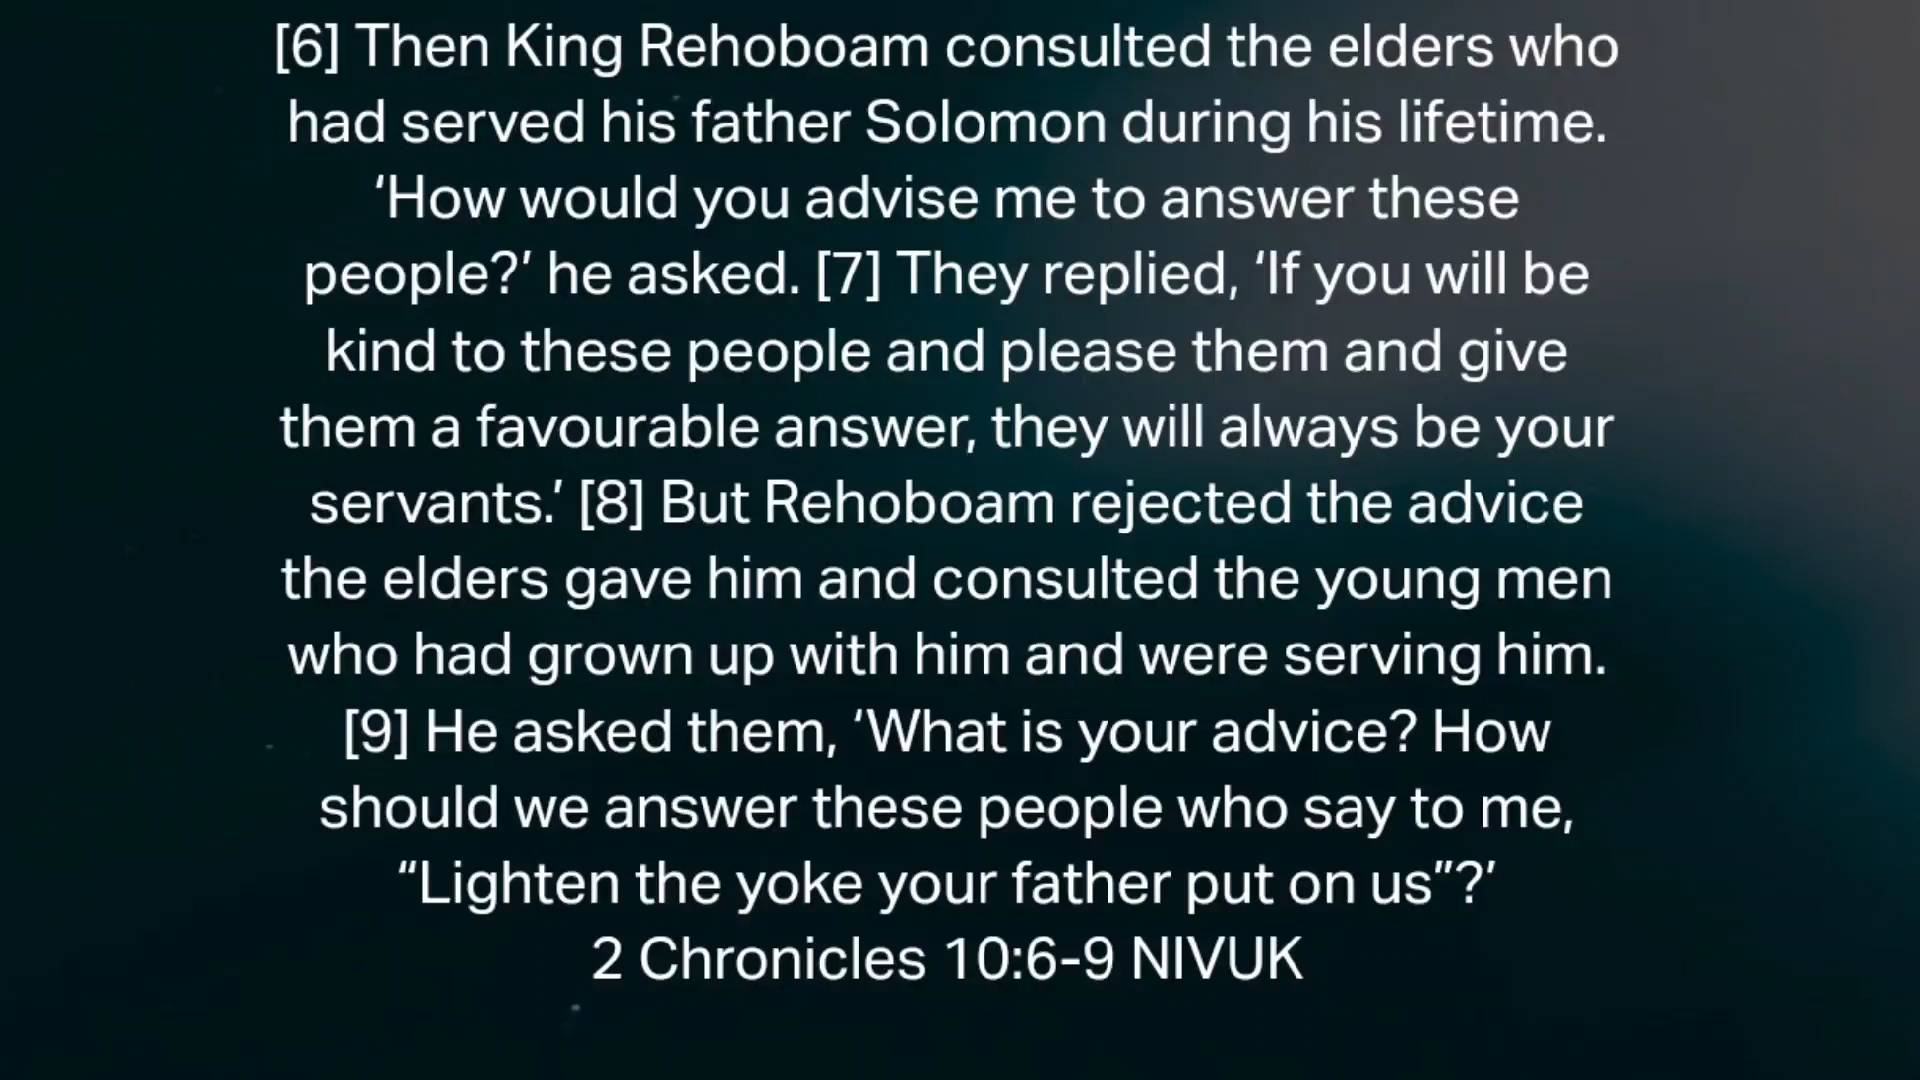 [6] Then King Rehoboam consulted the elders who
had served his father Solomon during his lifetime.
‘How would you advise me to answer these
people?’ he asked. [7] They replied, ‘If you will be
kind to these people and please them and give
them a favourable answer, they will always be your
servants.’ [8] But Rehoboam rejected the advice
the elders gave him and consulted the young men
who had grown up with him and were serving him.
[9] He asked them, ‘What is your advice? How
should we answer these people who say to me,
“Lighten the yoke your father put on us”?’
2 Chronicles 10:6-9 NIVUK